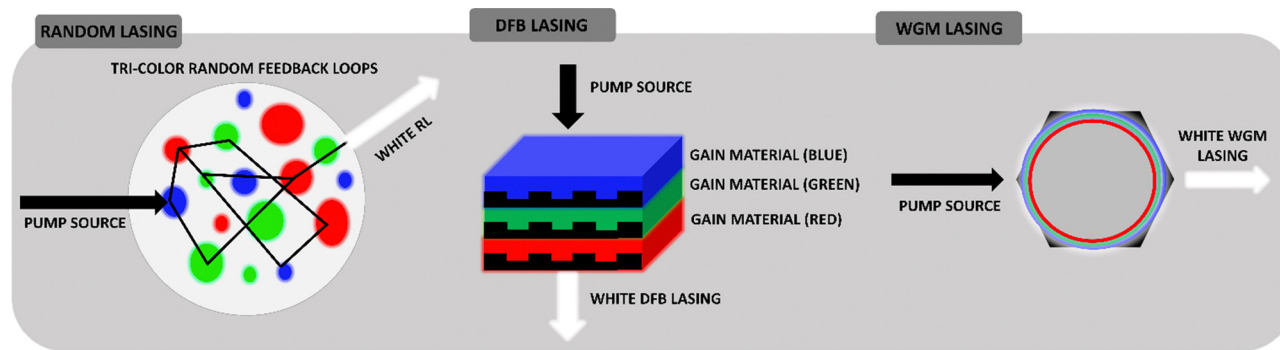 RANDOM LASING
TRI-COLOR RANDOM FEEDBACK LOOPS
WHITE RL
PUMP SOURCE
DFB LASING
PUMP SOURCE
GAIN MATERIAL (BLUE)
GAIN MATERIAL (GREEN)
GAIN MATERIAL (RED)
WHITE DFB LASING
WGM LASING
PUMP SOURCE
WHITE WGM
LASING